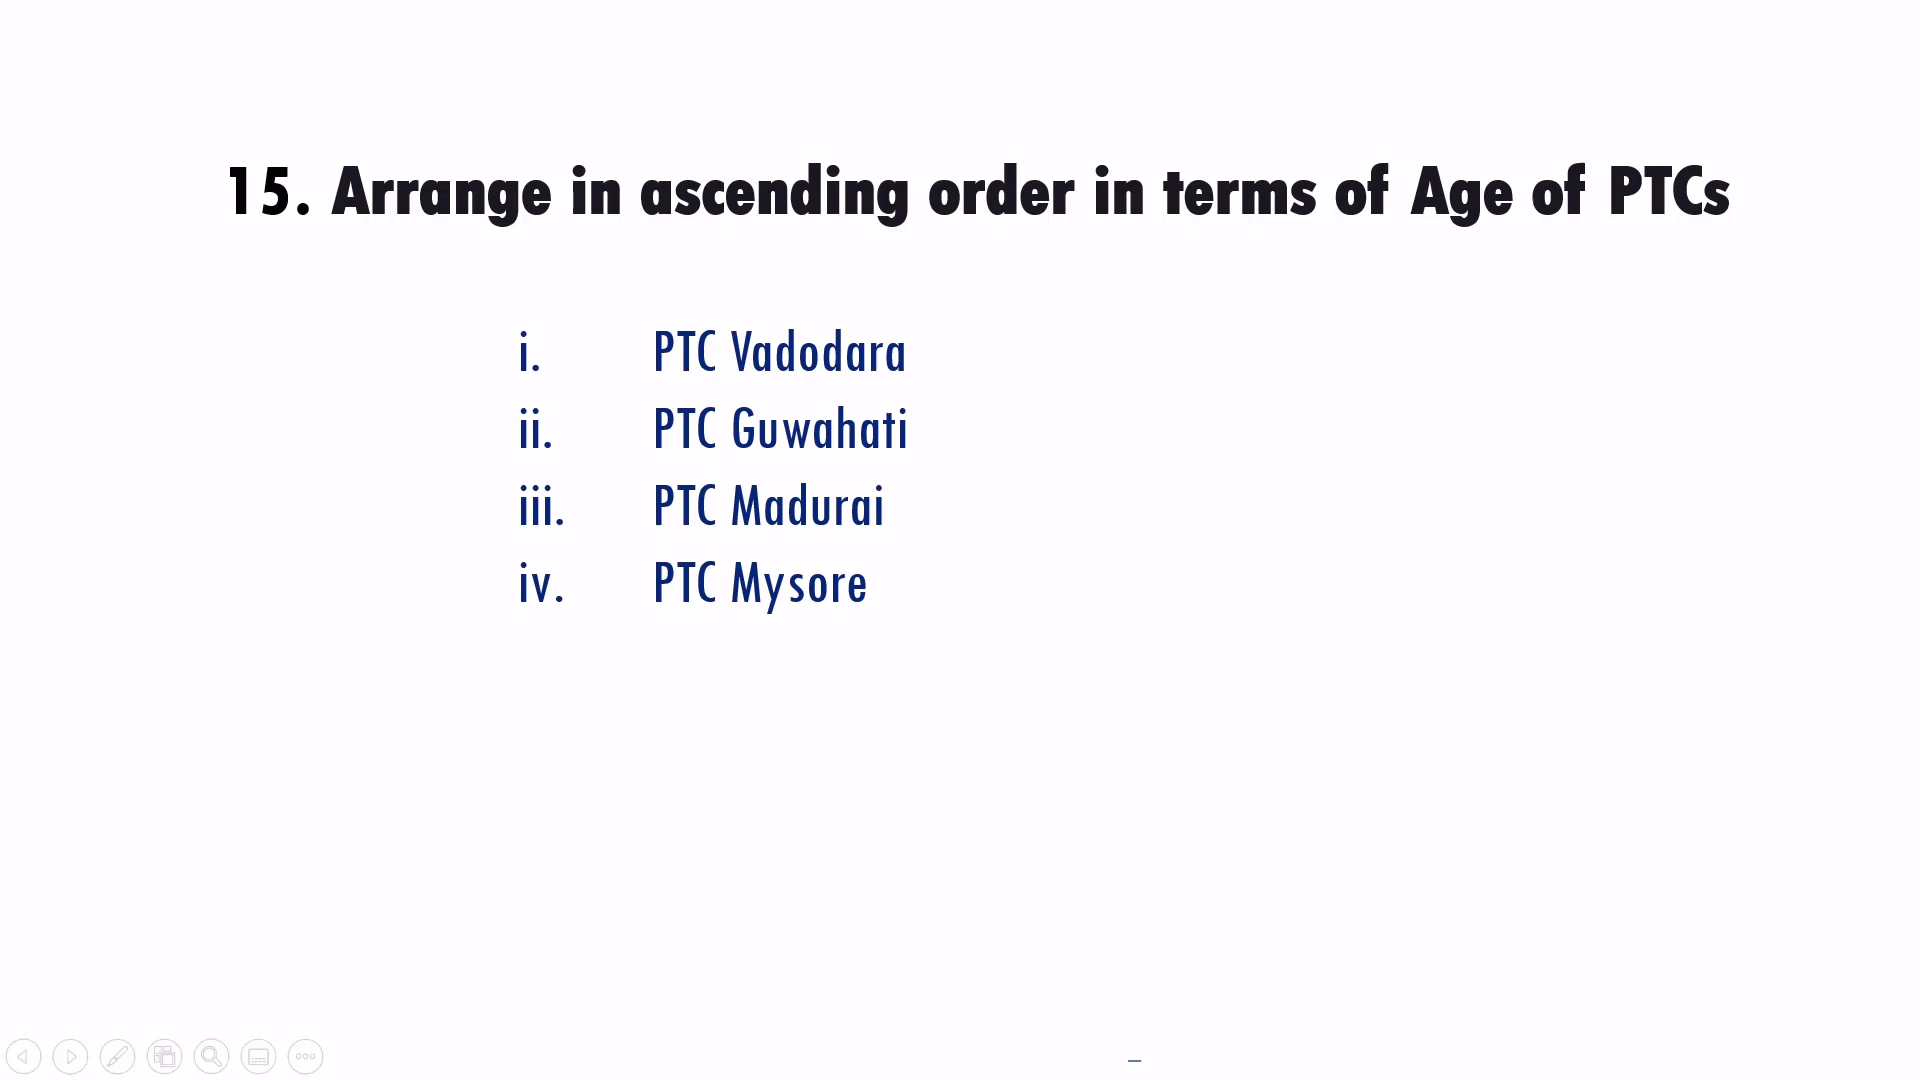 15. Arrange in ascending order in terms of Age of PTCs
i. PTC Vadodara
ii. PTC Guwahati
iii. PTC Madurai
iv. PTC Mysore